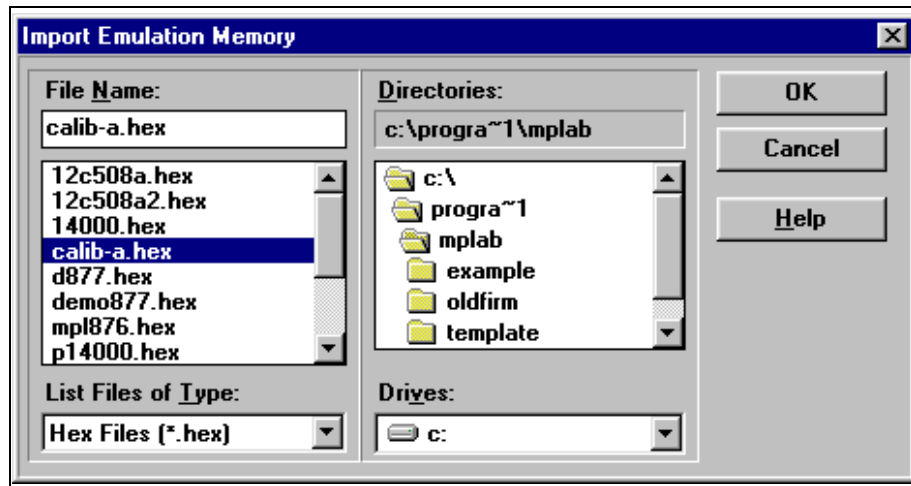 Import Emulation Memory
File Name:
calib-a.hex
12c508a.hex
12c508a2.hex
14000.hex
calib-a.hex
d877.hex
demo877.hex
mpl876.hex
p14000.hex
List Files of Type:
Hex Files (*.hex)
Directories:
c:\progra~1\mplab
c:\
progra~1
mplab
example
oldfirm
template
Drives:
c:
OK
Cancel
Help